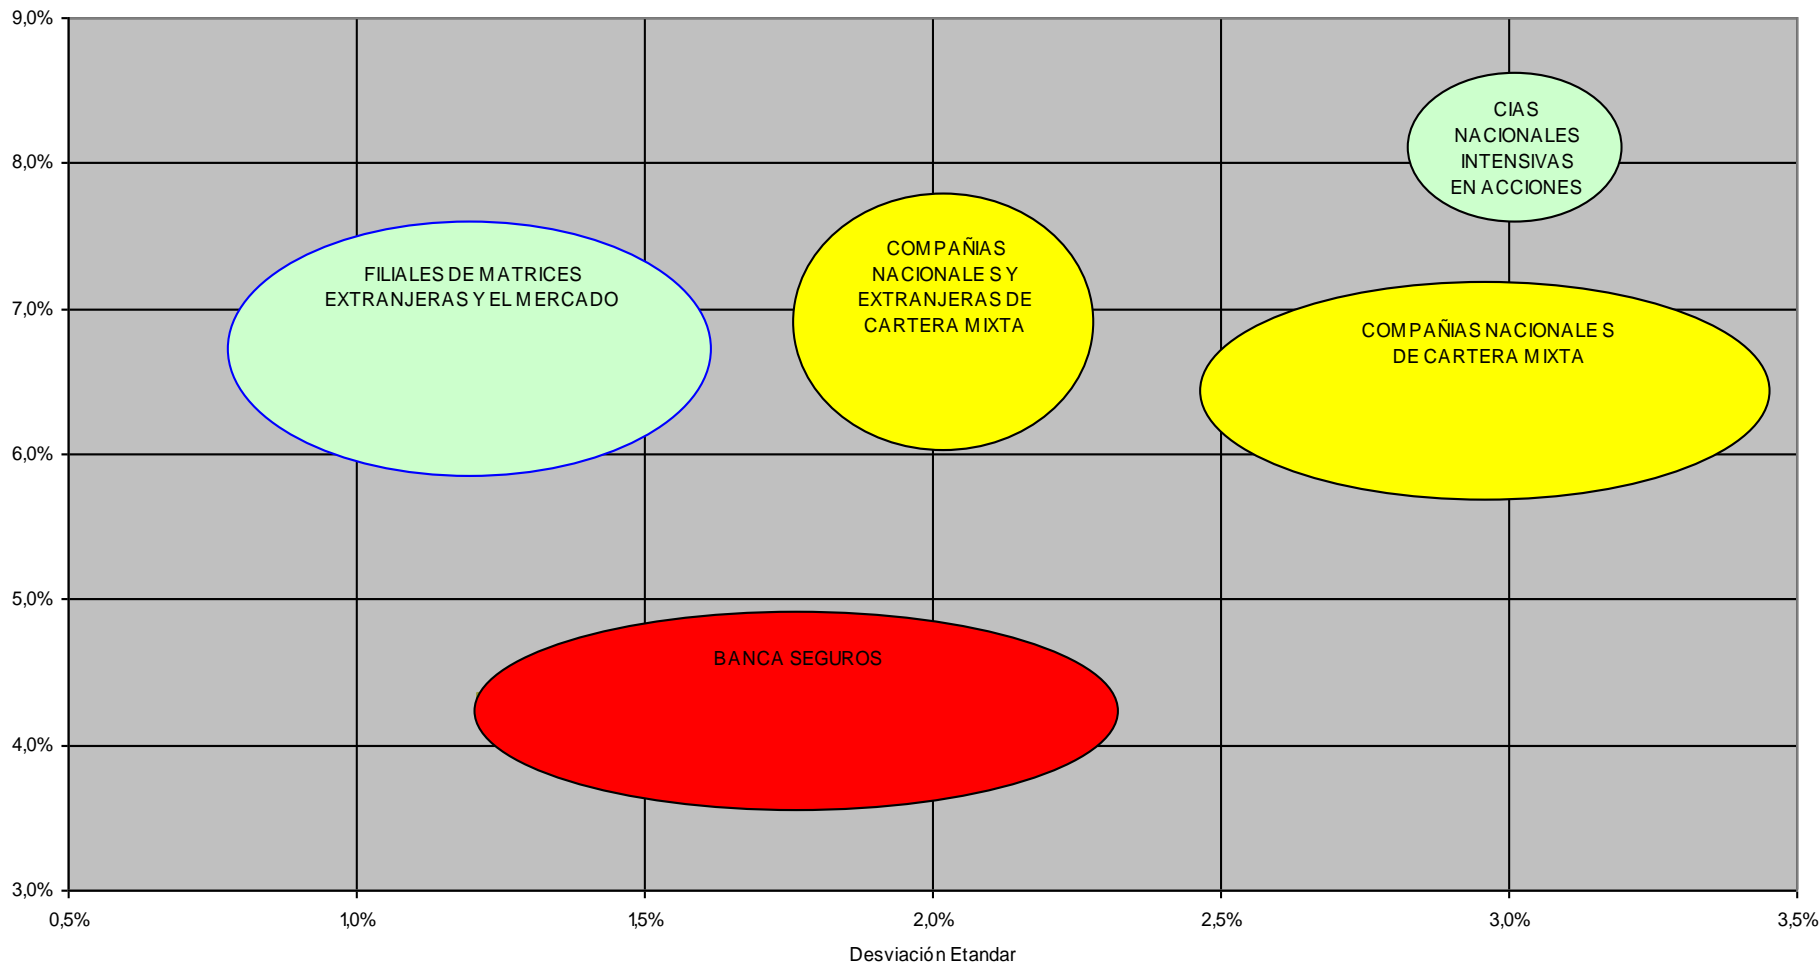 9,0%
8,0%
7,0%
6,0%
5,0%
4,0%
3,0%
CIAS
NACIONALES
INTENSIVAS
EN ACCIONES
COMPAÑIAS
NACIONALES Y
EXTRANJERAS DE
CARTERA MIXTA
FILIALES DE MATRICES
EXTRANJERAS Y EL MERCADO
COMPAÑIAS NACIONALES
DE CARTERA MIXTA
BANCA SEGUROS
0,5% 1,0% 1,5% 2,0% 2,5% 3,0% 3,5%
Desviación Etandar